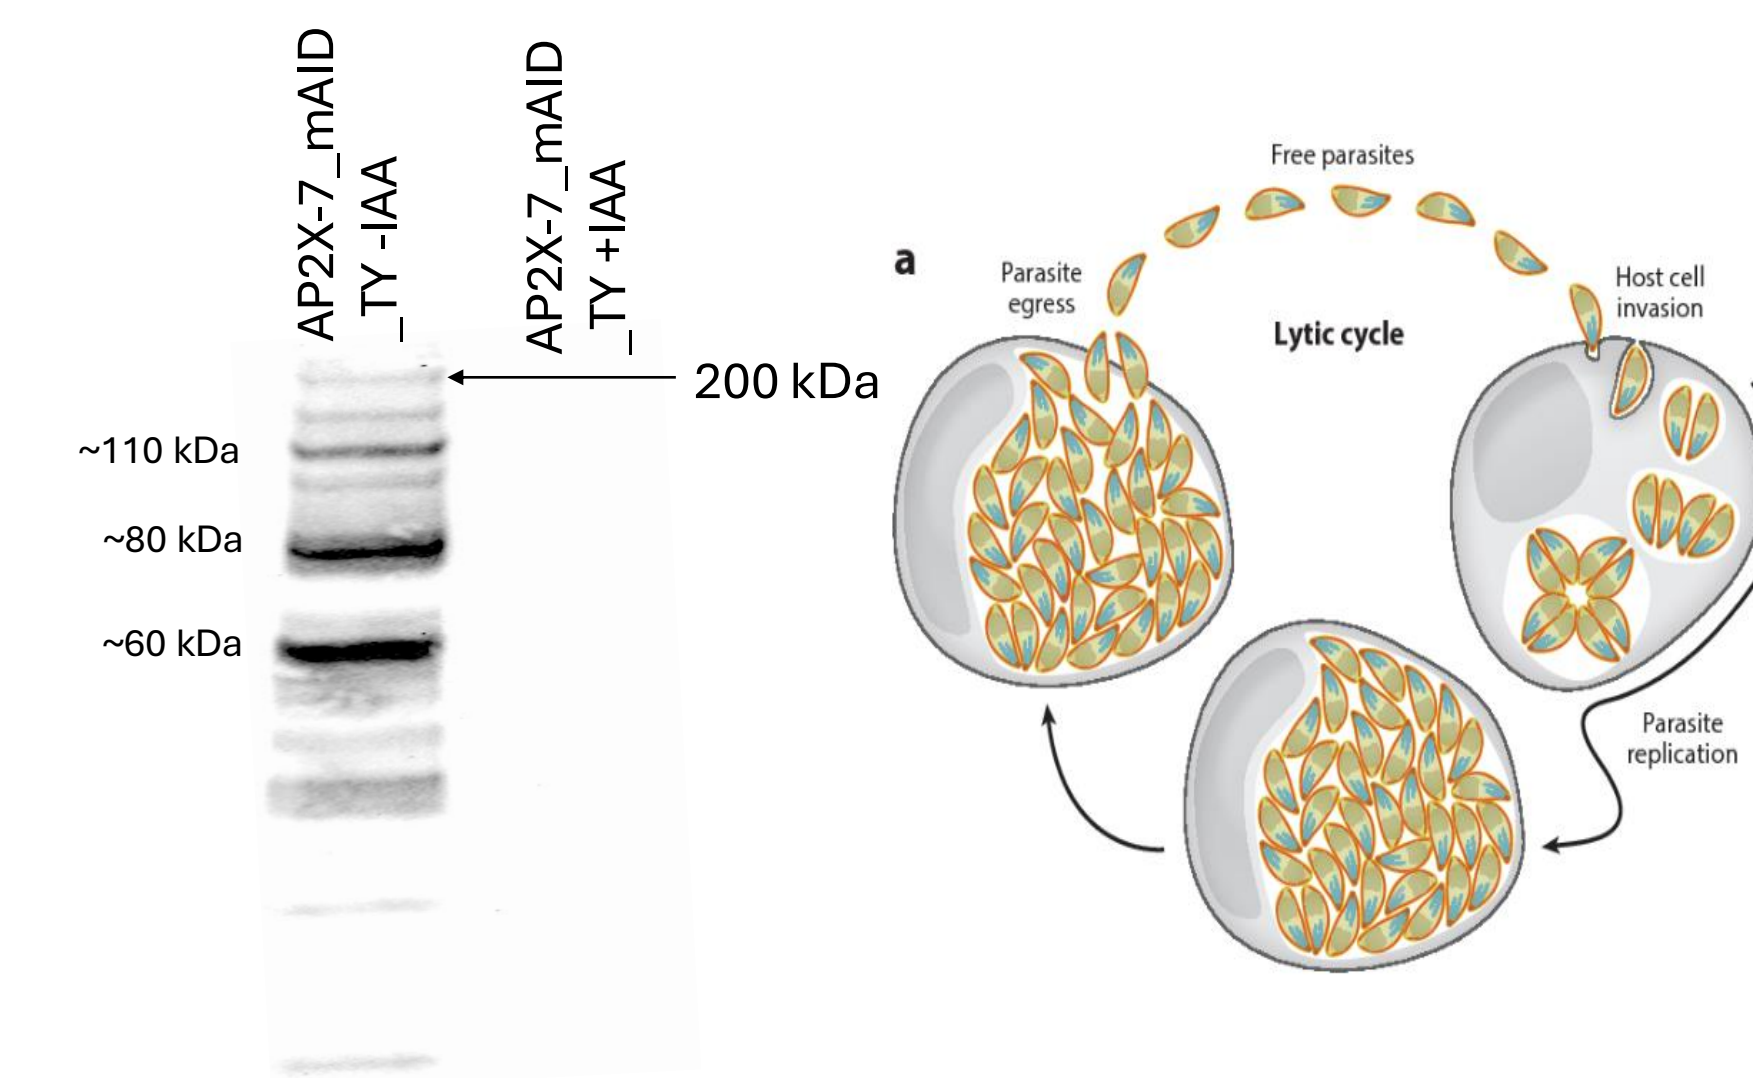 AP2X-7_mAID
_TY -IAA
AP2X-7_mAID
_TY +IAA
200 kDa
~110 kDa
~80 kDa
~60 kDa
a
Free parasites
Parasite
egress
Host cell
invasion
Lytic cycle
Parasite
replication